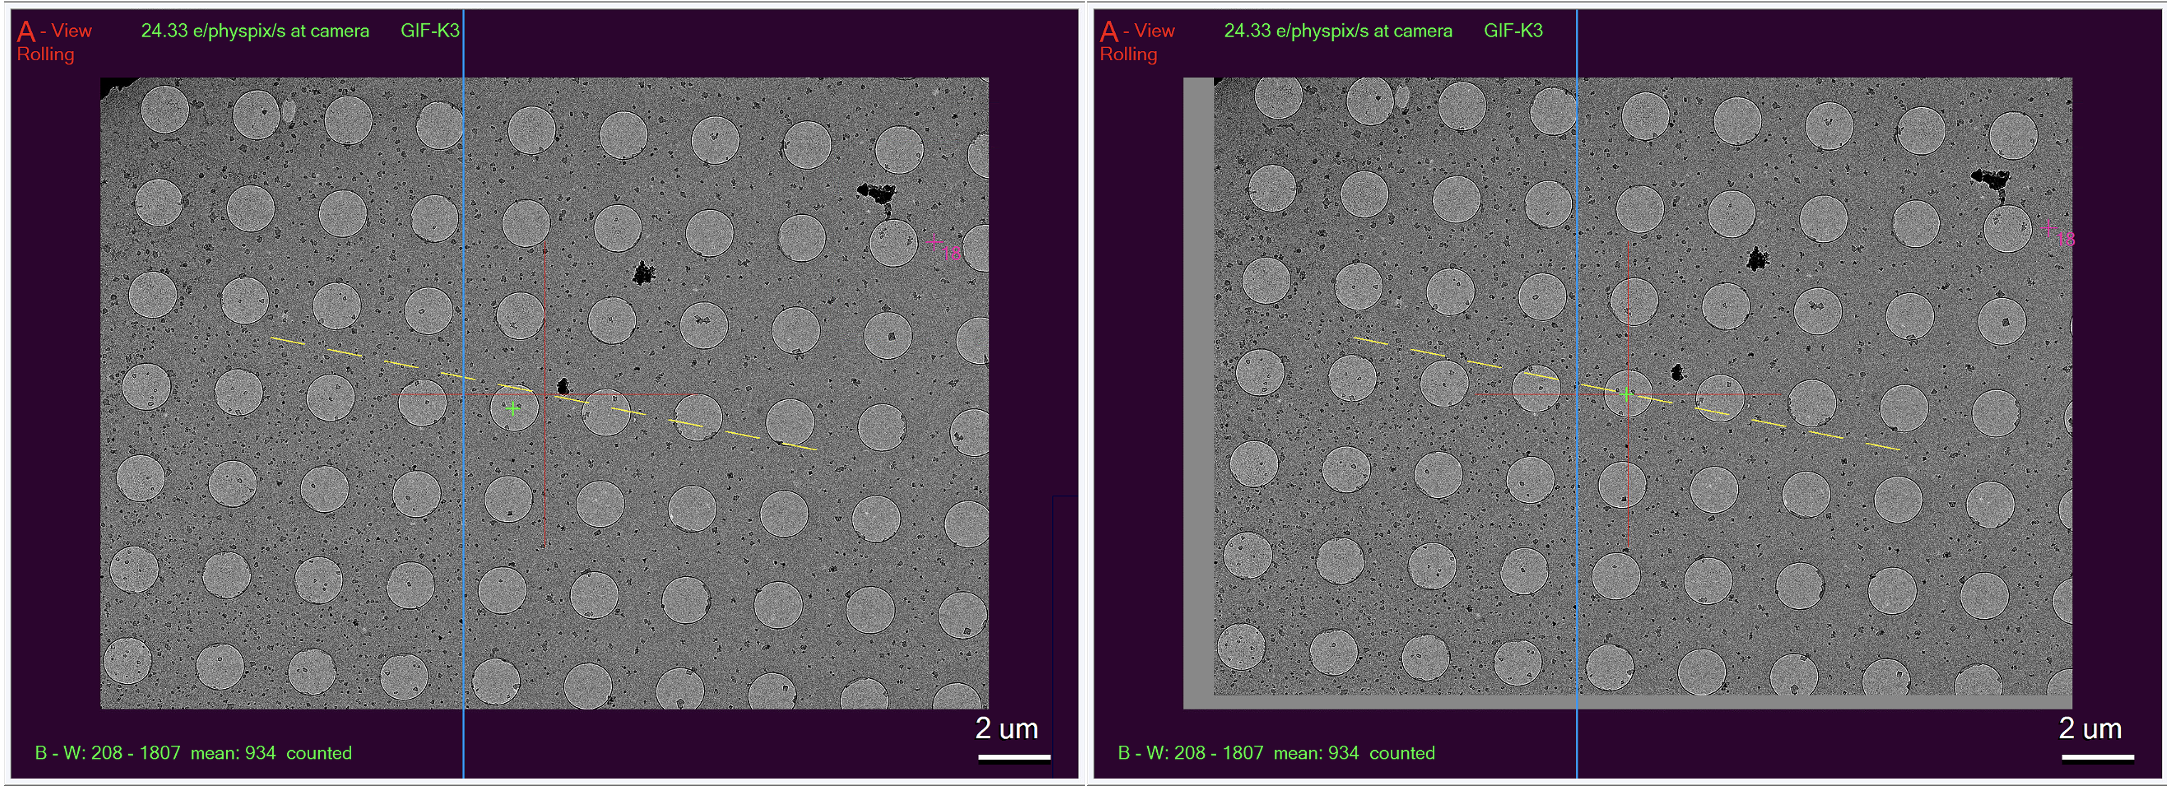 A - View 24.33 e/physpix/s at camera GIF-K3
Rolling
18
2 um
B - W: 208 - 1807 mean: 934 counted
A - View 24.33 e/physpix/s at camera GIF-K3
Rolling
18
2 um
B - W: 208 - 1807 mean: 934 counted